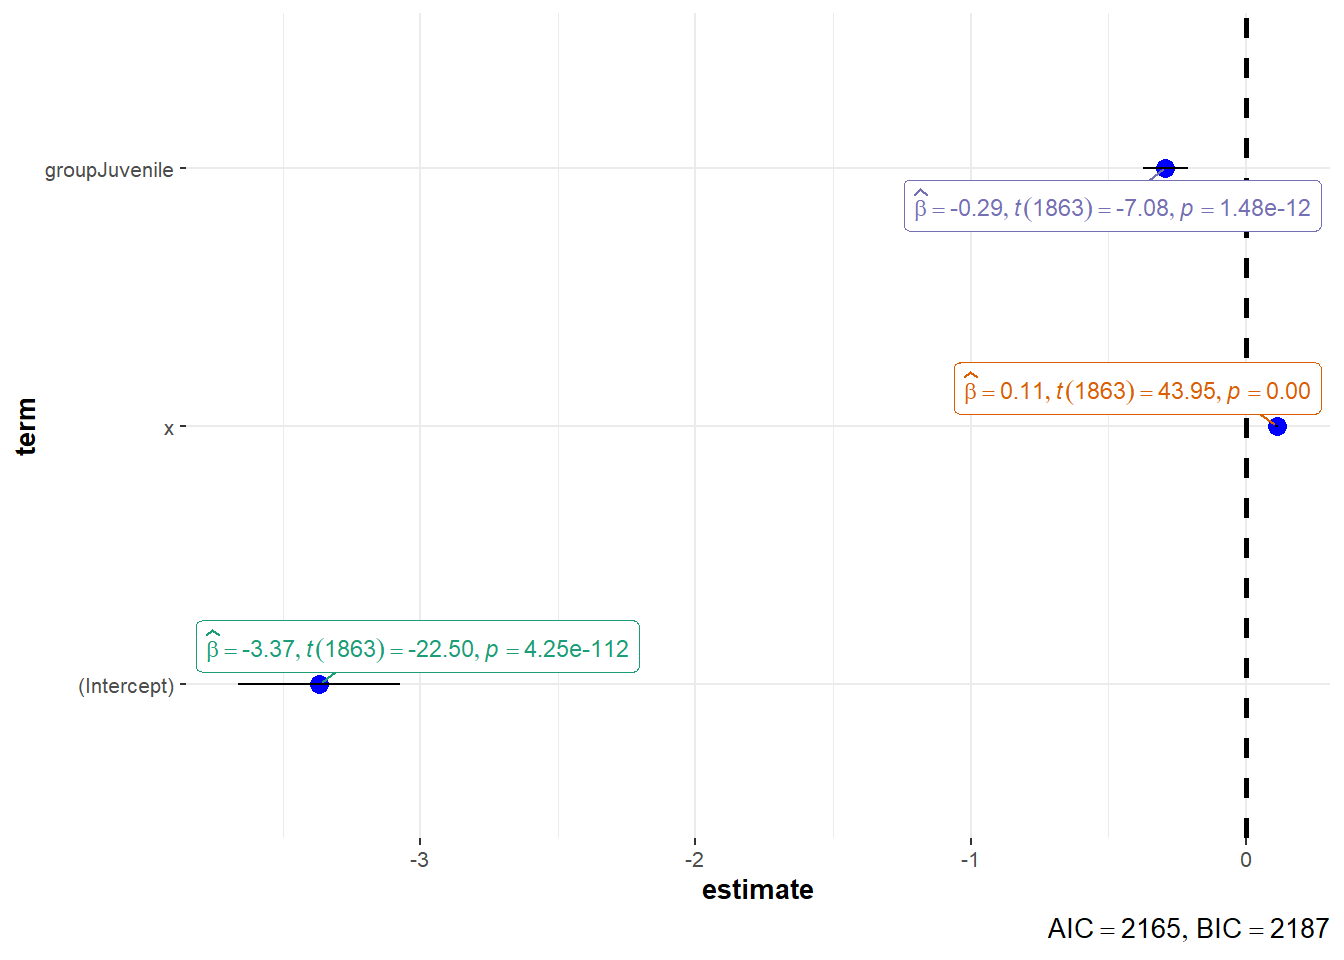 groupJuvenile
β̂ = -0.29, t(1863) = -7.08, p = 1.48e-12
β̂ = 0.11, t(1863) = 43.95, p = 0.00
term
x
β̂ = -3.37, t(1863) = -22.50, p = 4.25e-112
(Intercept)
-3 -2 -1 0
estimate
AIC = 2165, BIC = 2187